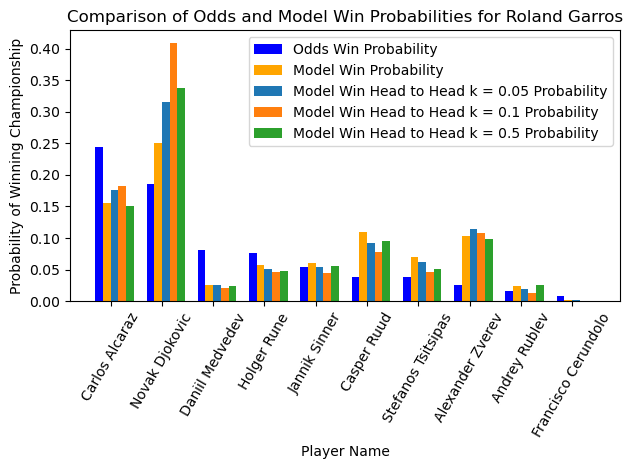 Comparison of Odds and Model Win Probabilities for Roland Garros
Probability of Winning Championship
0.40
0.35
0.30
0.25
0.20
0.15
0.10
0.05
0.00
Odds Win Probability
Model Win Probability
Model Win Head to Head k = 0.05 Probability
Model Win Head to Head k = 0.1 Probability
Model Win Head to Head k = 0.5 Probability
Carlos Alcaraz
Novak Djokovic
Daniil Medvedev
Holger Rune
Jannik Sinner
Casper Ruud
Stefanos Tsitsipas
Alexander Zverev
Andrey Rublev
Francisco Cerundolo
Player Name